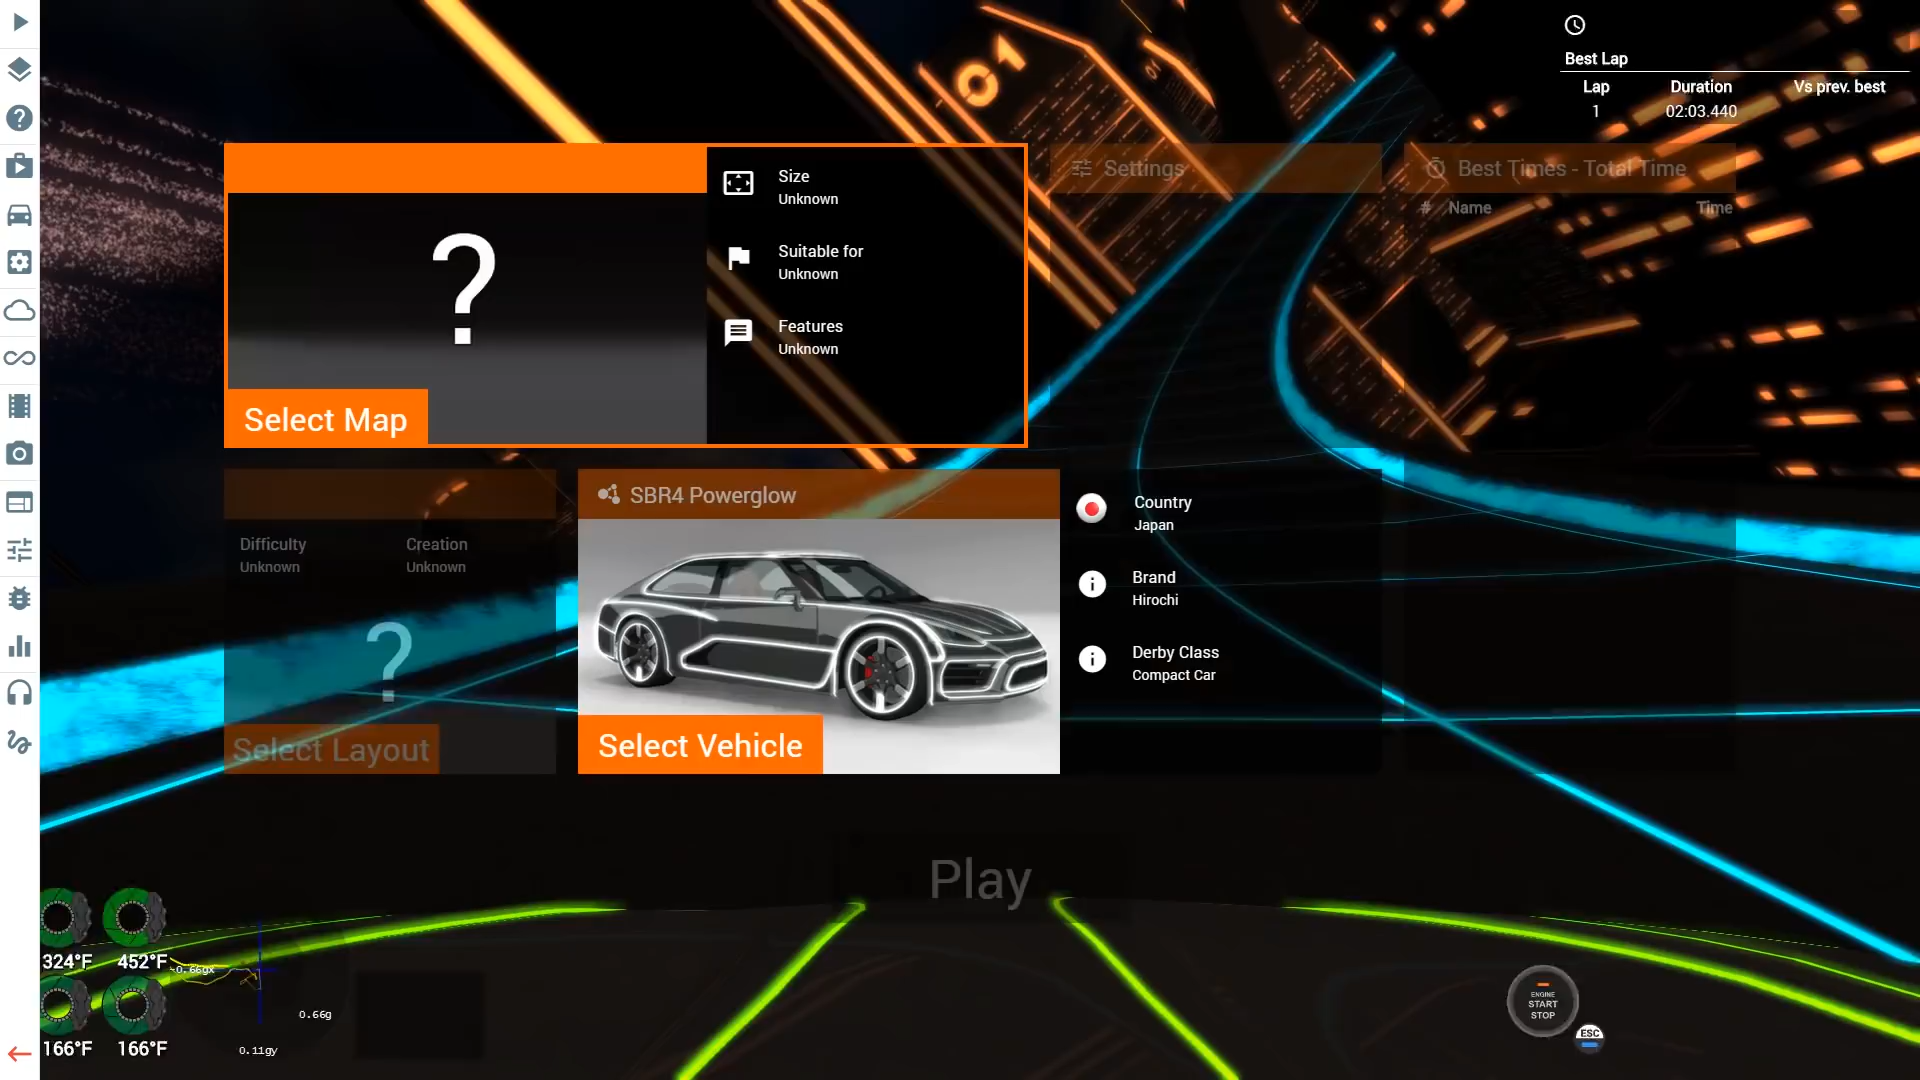 01
Best Lap
Lap Duration Vs prev. best
1 02:03.440
Size
Unknown
Suitable for
Unknown
Features
Unknown
?
Select Map
Settings
Best Times - Total Time
# Name Time
Difficulty
Unknown
Creation
Unknown
?
Select Layout
SBR4 Powerglow
Select Vehicle
Country
Japan
Brand
Hirochi
Derby Class
Compact Car
Play
324°F 452°F
166°F 166°F
-0.66gx
0.66g
0.11gy
ENGINE
START
STOP
ESC